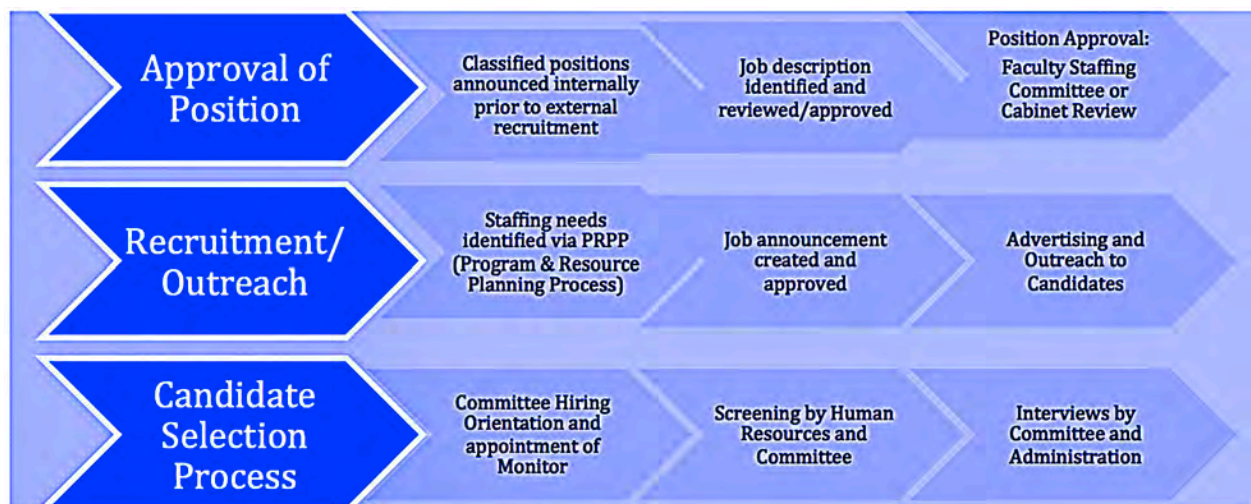 Approval of
Position
Classified positions
announced internally
prior to external
recruitment
Job description
identified and
reviewed/approved
Position Approval:
Faculty Staffing
Committee or
Cabinet Review
Recruitment/
Outreach
Staffing needs
identified via PRPP
(Program & Resource
Planning Process)
Job announcement
created and
approved
Advertising and
Outreach to
Candidates
Candidate
Selection
Process
Committee Hiring
Orientation and
appointment of
Monitor
Screening by Human
Resources and
Committee
Interviews by
Committee and
Administration